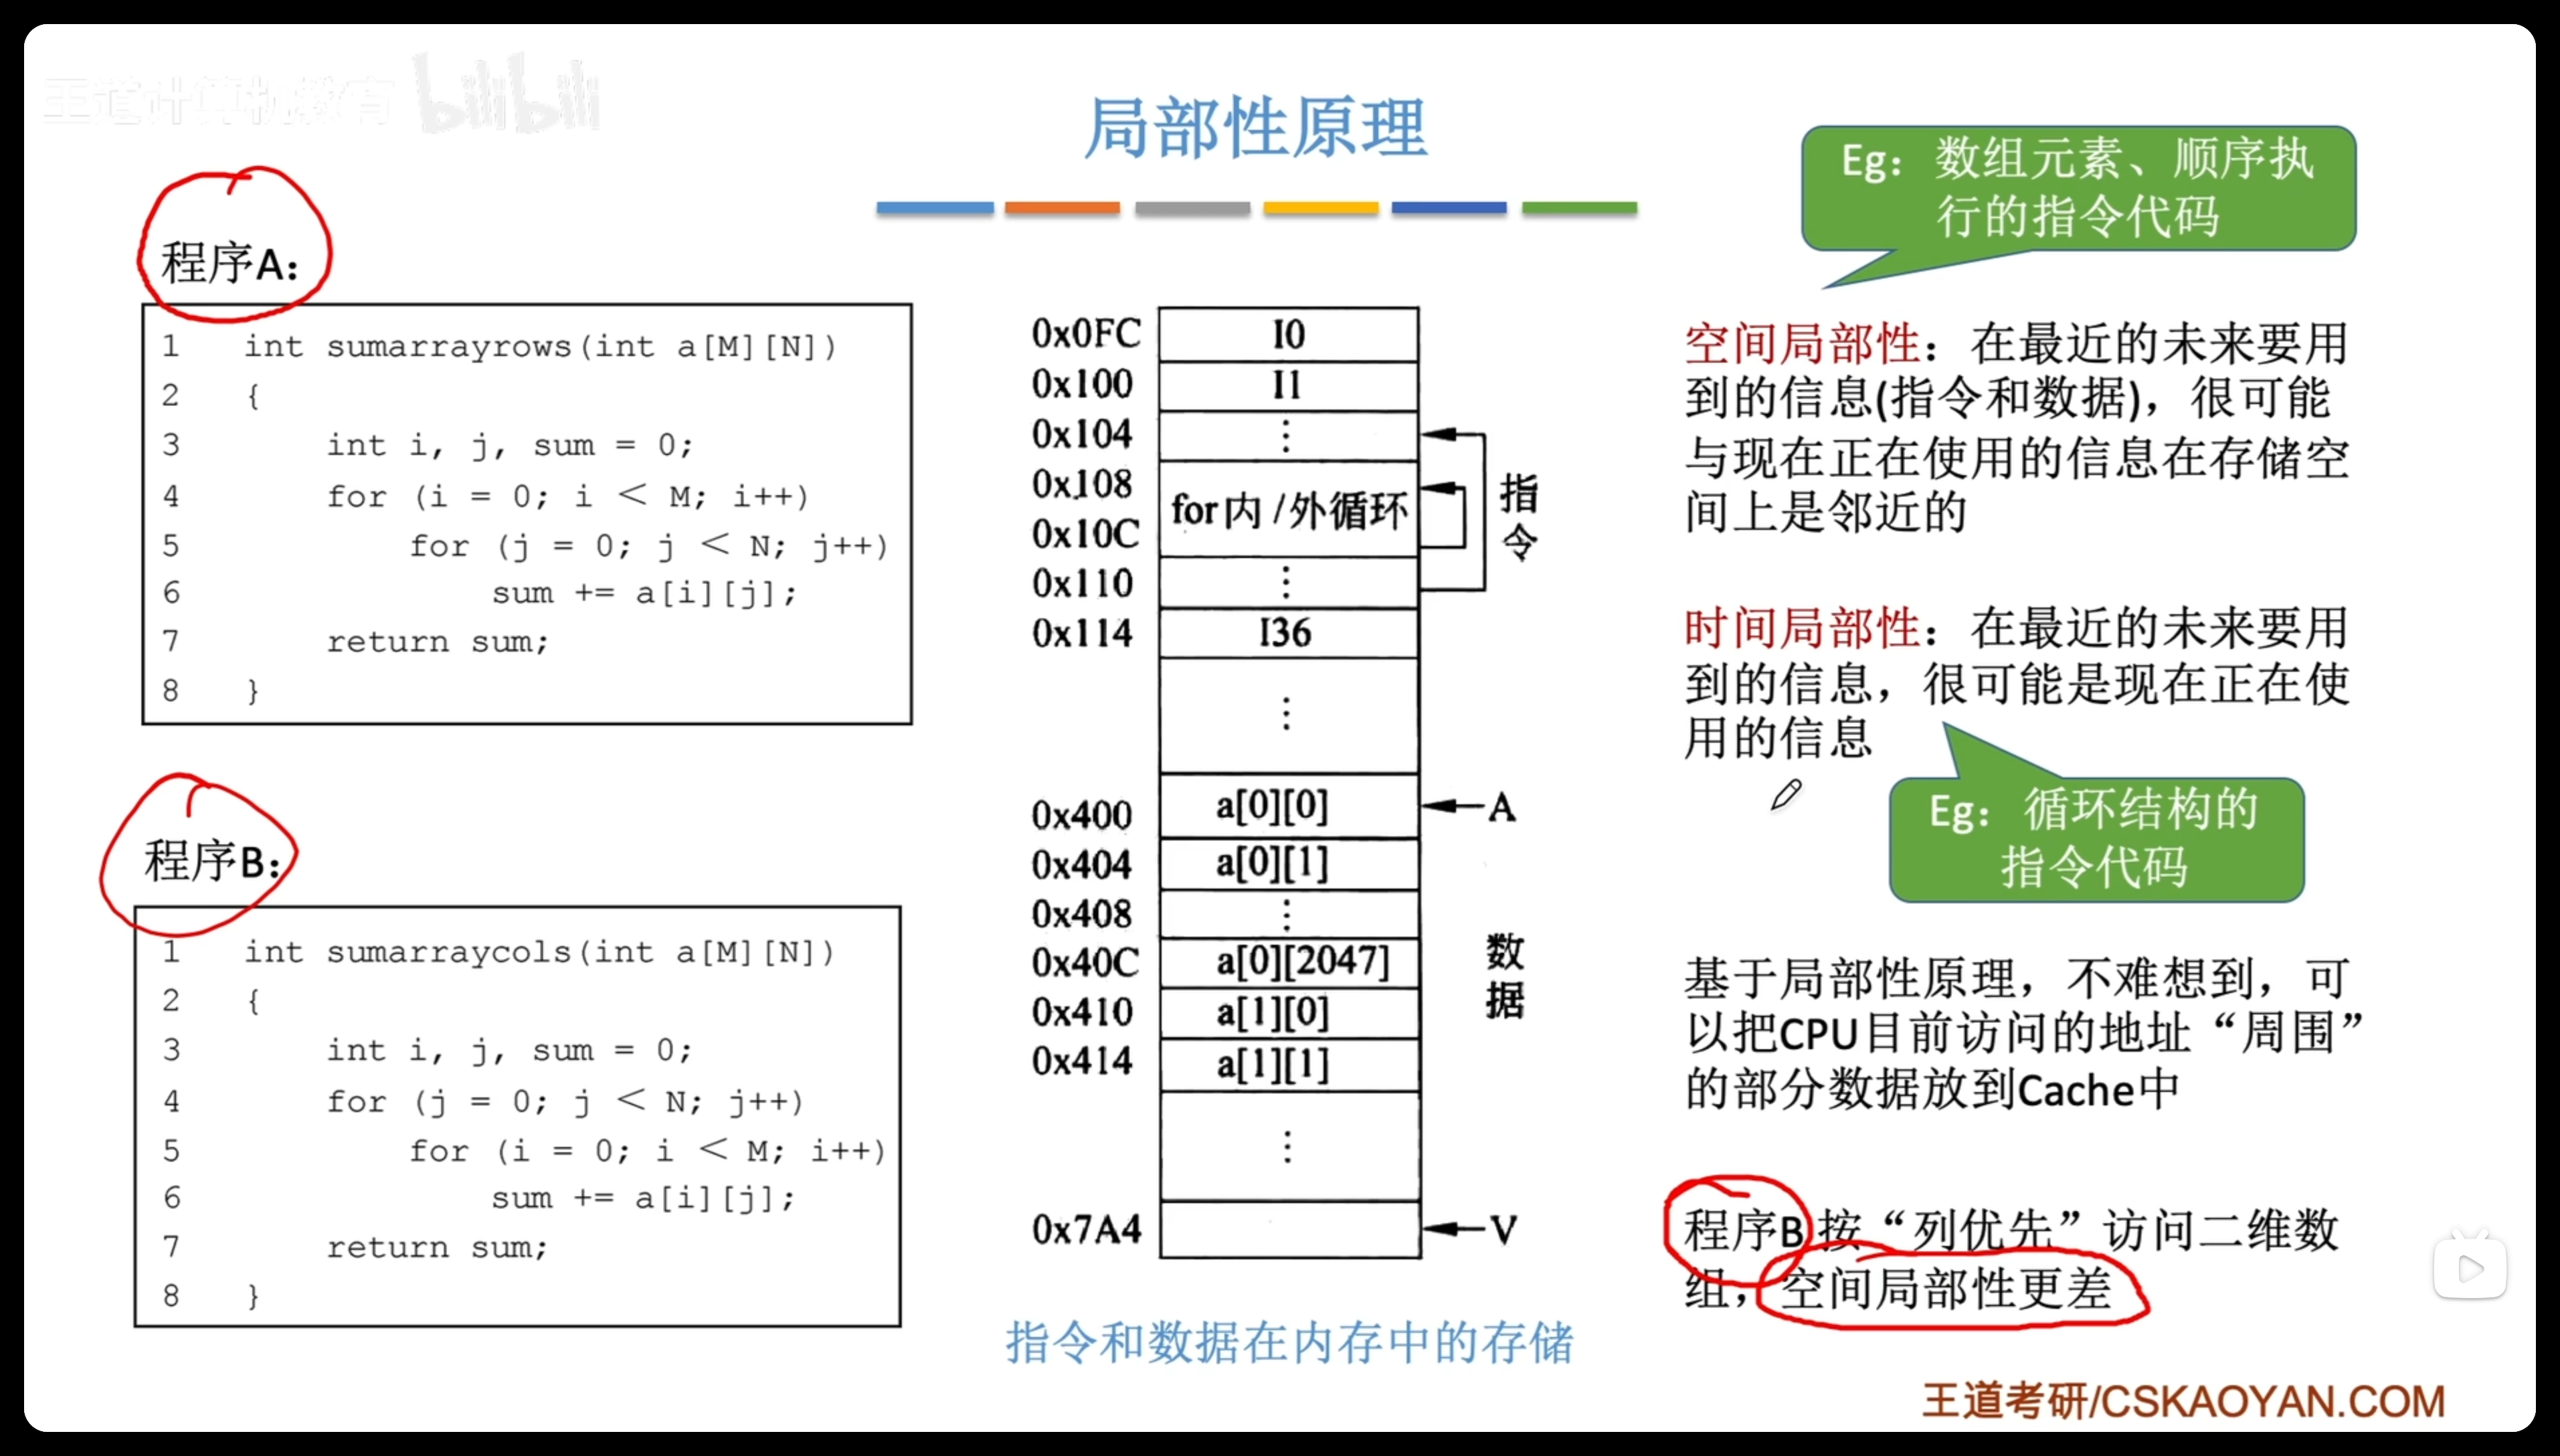 王道计算机教育 bilibili
局部性原理
程序A：
1 int sumarrayrows(int a[M][N])
2 {
3 int i, j, sum = 0;
4 for (i = 0; i < M; i++)
5 for (j = 0; j < N; j++)
6 sum += a[i][j];
7 return sum;
8 }
程序B：
1 int sumarraycols(int a[M][N])
2 {
3 int i, j, sum = 0;
4 for (j = 0; j < N; j++)
5 for (i = 0; i < M; i++)
6 sum += a[i][j];
7 return sum;
8 }
0x0FC I0
0x100 I1
0x104 ⋮
0x108
for内/外循环
0x10C
0x110 ⋮
0x114 I36
⋮
指令
0x400 a[0][0] A
0x404 a[0][1]
0x408 ⋮
0x40C a[0][2047]
0x410 a[1][0]
0x414 a[1][1]
⋮
0x7A4 V
数据
指令和数据在内存中的存储
Eg：数组元素、顺序执
行的指令代码
空间局部性：在最近的未来要用
到的信息(指令和数据)，很可能
与现在正在使用的信息在存储空
间上是邻近的
时间局部性：在最近的未来要用
到的信息，很可能是现在正在使
用的信息
Eg：循环结构的
指令代码
基于局部性原理，不难想到，可
以把CPU目前访问的地址“周围”
的部分数据放到Cache中
程序B按“列优先”访问二维数
组，空间局部性更差
王道考研/CSKAOYAN.COM